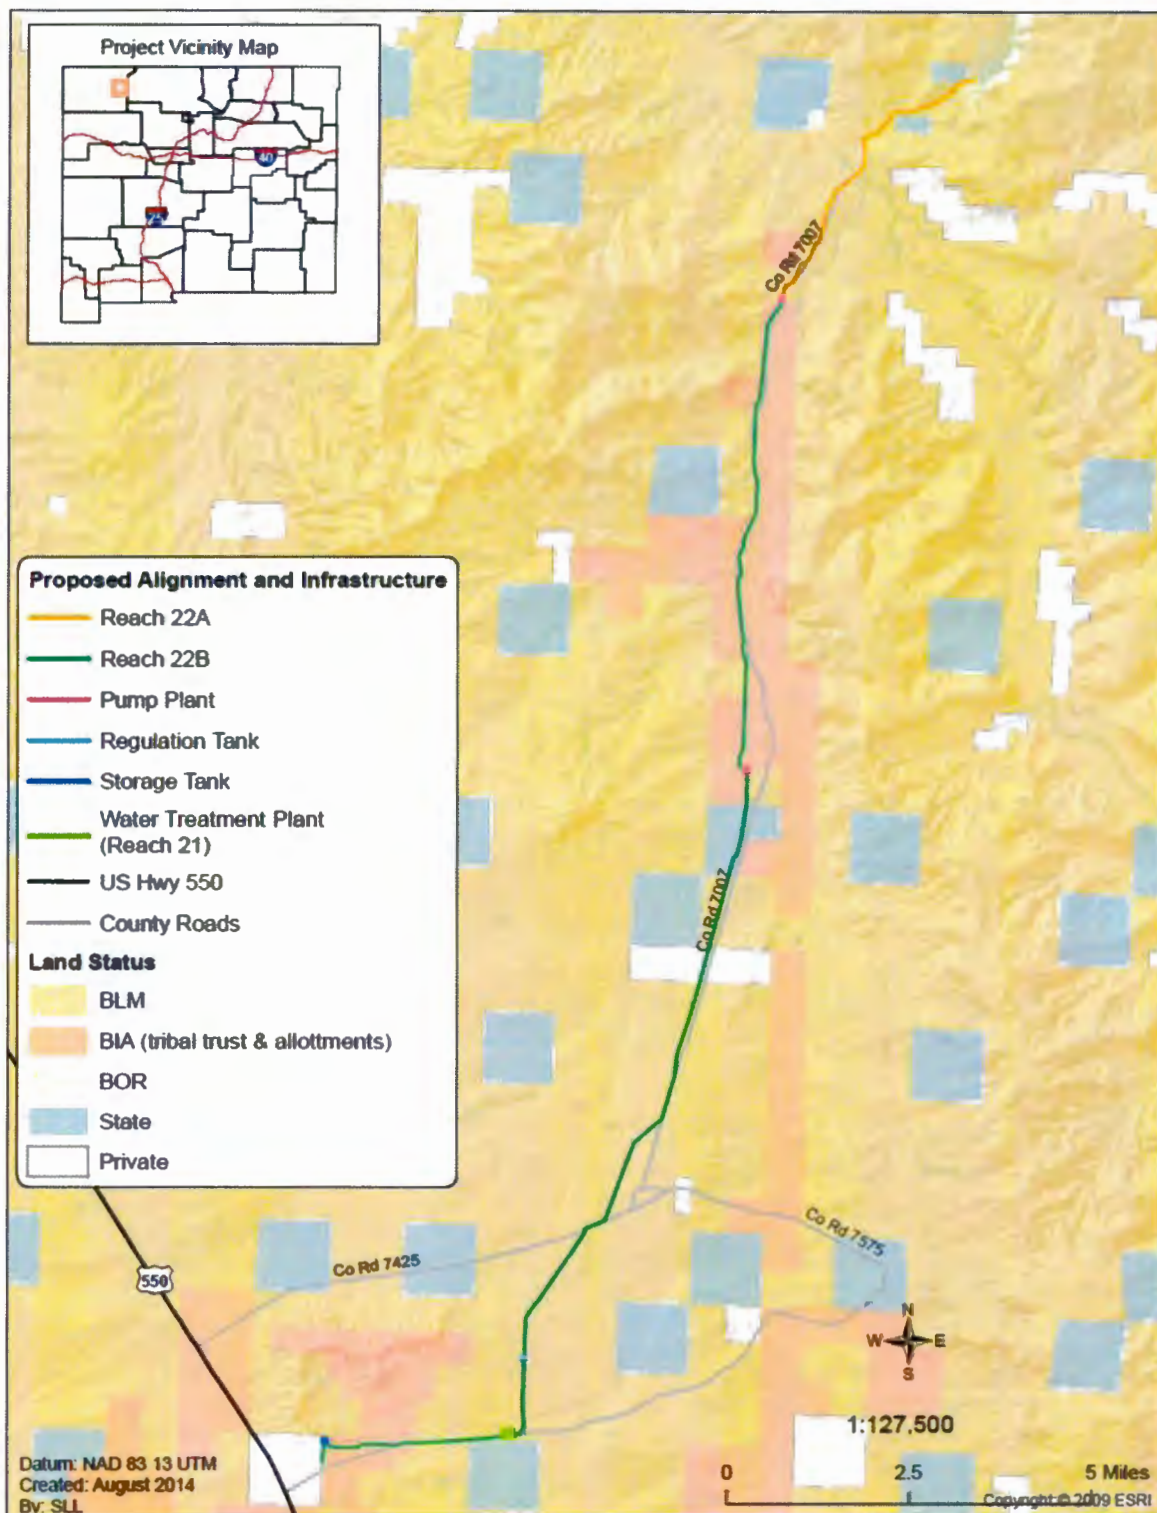 Project Vicinity Map
40
25
Co Rd 7007
Proposed Alignment and Infrastructure
Reach 22A
Reach 22B
Pump Plant
Regulation Tank
Storage Tank
Water Treatment Plant
(Reach 21)
US Hwy 550
County Roads
Land Status
BLM
BIA (tribal trust & allottments)
BOR
State
Private
Co Rd 7007
Co Rd 7575
Co Rd 7425
550
N
W
E
S
1:127,500
Datum: NAD 83 13 UTM
Created: August 2014
By: SLL
0
2.5
5 Miles
Copyright:© 2009 ESRI